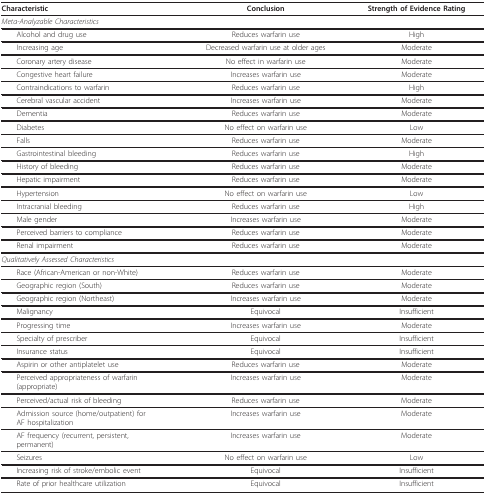 Characteristic Conclusion Strength of Evidence Rating
Meta-Analyzable Characteristics
Alcohol and drug use Reduces warfarin use High
Increasing age Decreased warfarin use at older ages Moderate
Coronary artery disease No effect in warfarin use Moderate
Congestive heart failure Increases warfarin use Moderate
Contraindications to warfarin Reduces warfarin use High
Cerebral vascular accident Increases warfarin use Moderate
Dementia Reduces warfarin use Moderate
Diabetes No effect on warfarin use Low
Falls Reduces warfarin use Moderate
Gastrointestinal bleeding Reduces warfarin use High
History of bleeding Reduces warfarin use Moderate
Hepatic impairment Reduces warfarin use Moderate
Hypertension No effect on warfarin use Low
Intracranial bleeding Reduces warfarin use High
Male gender Increases warfarin use Moderate
Perceived barriers to compliance Reduces warfarin use Moderate
Renal impairment Reduces warfarin use Moderate
Qualitatively Assessed Characteristics
Race (African-American or non-White) Reduces warfarin use Moderate
Geographic region (South) Reduces warfarin use Moderate
Geographic region (Northeast) Increases warfarin use Moderate
Malignancy Equivocal Insufficient
Progressing time Increases warfarin use Moderate
Specialty of prescriber Equivocal Insufficient
Insurance status Equivocal Insufficient
Aspirin or other antiplatelet use Reduces warfarin use Moderate
Perceived appropriateness of warfarin Increases warfarin use Moderate
(appropriate)
Perceived/actual risk of bleeding Reduces warfarin use Moderate
Admission source (home/outpatient) for Increases warfarin use Moderate
AF hospitalization
AF frequency (recurrent, persistent, Increases warfarin use Moderate
permanent)
Seizures No effect on warfarin use Low
Increasing risk of stroke/embolic event Equivocal Insufficient
Rate of prior healthcare utilization Equivocal Insufficient